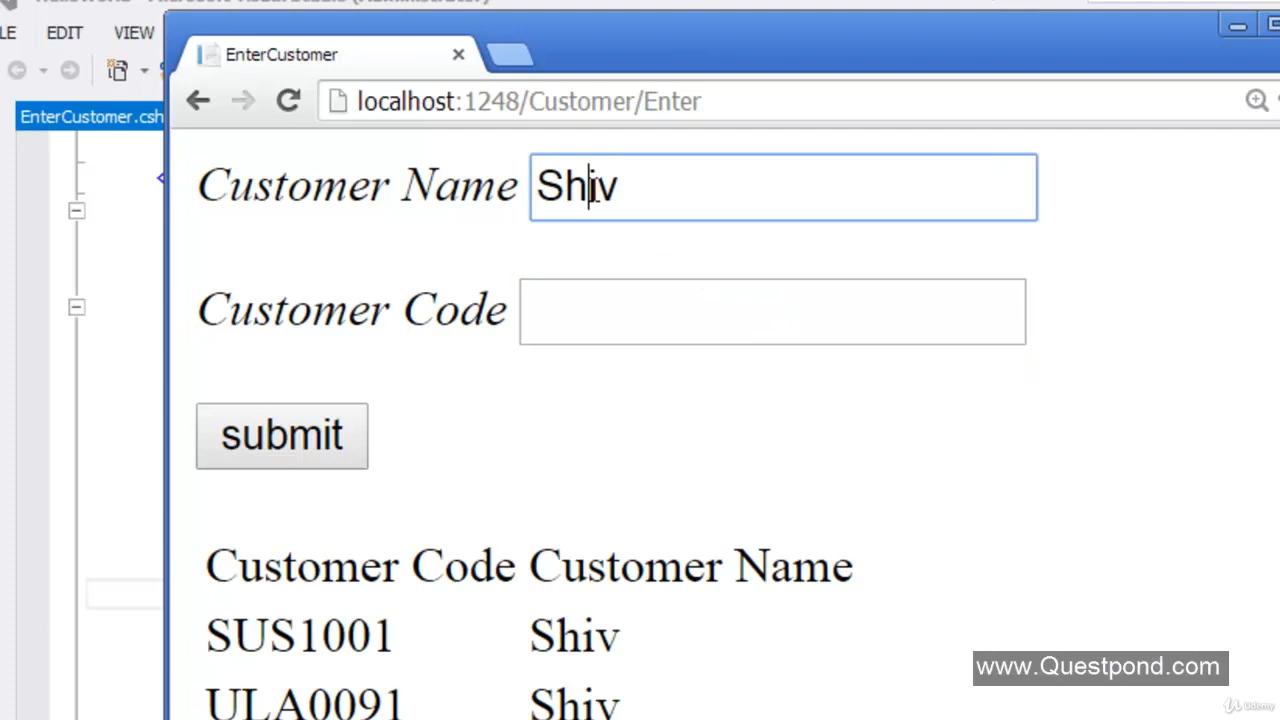 LE EDIT VIEW
EnterCustomer
localhost:1248/Customer/Enter
EnterCustomer.csh
Customer Name Shiv
Customer Code
submit
Customer Code Customer Name
SUS1001 Shiv
ULA0091 Shiv
www.Questpond.com
Udemy